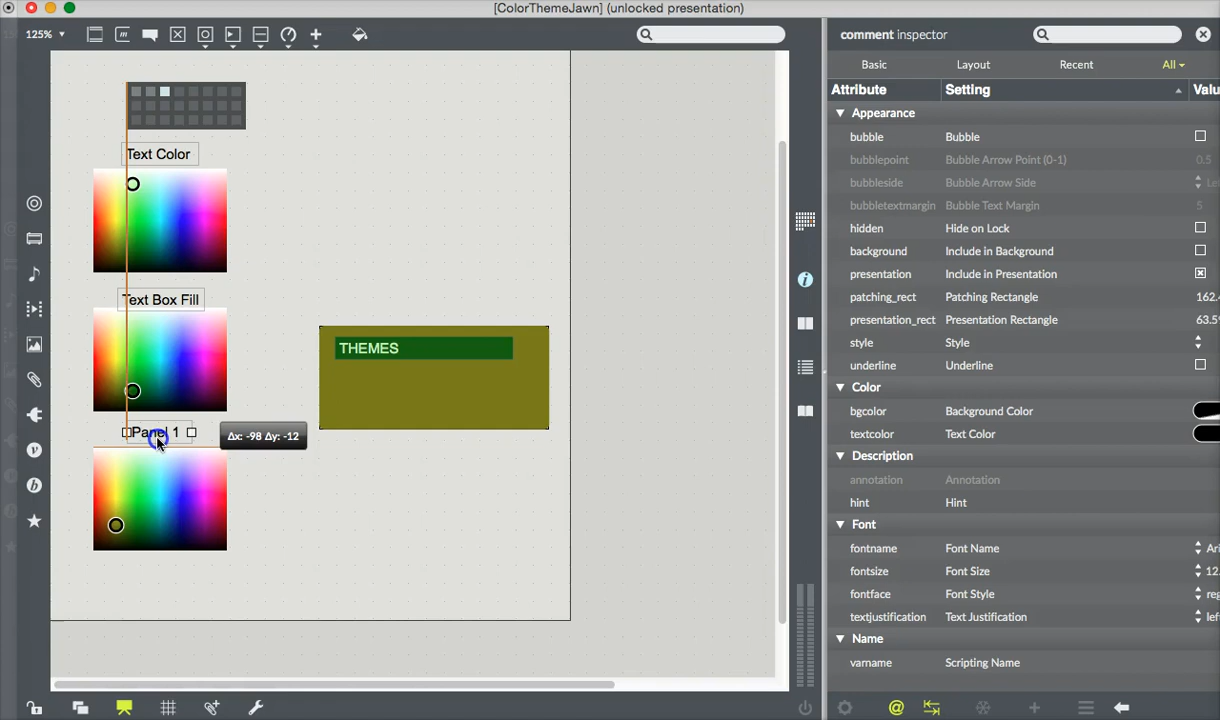 [ColorThemeJawn] (unlocked presentation)
125%
comment inspector
Basic Layout Recent All
Attribute Setting Valu
Appearance
bubble Bubble
bubblepoint Bubble Arrow Point (0-1) 0.5
bubbleside Bubble Arrow Side Le
bubbletextmargin Bubble Text Margin 5
hidden Hide on Lock
background Include in Background
presentation Include in Presentation
patching_rect Patching Rectangle 162.
presentation_rect Presentation Rectangle 63.5
style Style
underline Underline
Color
bgcolor Background Color
textcolor Text Color
Description
annotation Annotation
hint Hint
Font
fontname Font Name Ari
fontsize Font Size 12.
fontface Font Style reg
textjustification Text Justification left
Name
varname Scripting Name
Text Color
Text Box Fill
THEMES
Panel 1
Δx: -98 Δy: -12